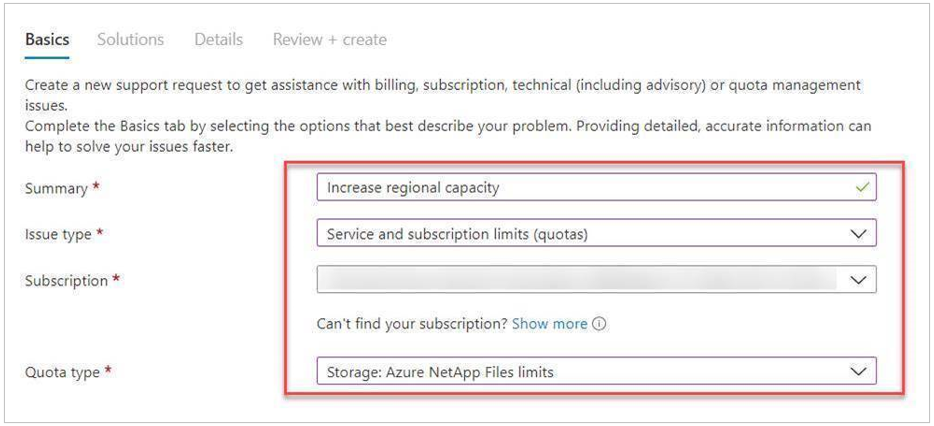 Basics Solutions Details Review + create
Create a new support request to get assistance with billing, subscription, technical (including advisory) or quota management
issues.
Complete the Basics tab by selecting the options that best describe your problem. Providing detailed, accurate information can
help to solve your issues faster.
Summary * Increase regional capacity
Issue type * Service and subscription limits (quotas)
Subscription *
Can't find your subscription? Show more
Quota type * Storage: Azure NetApp Files limits